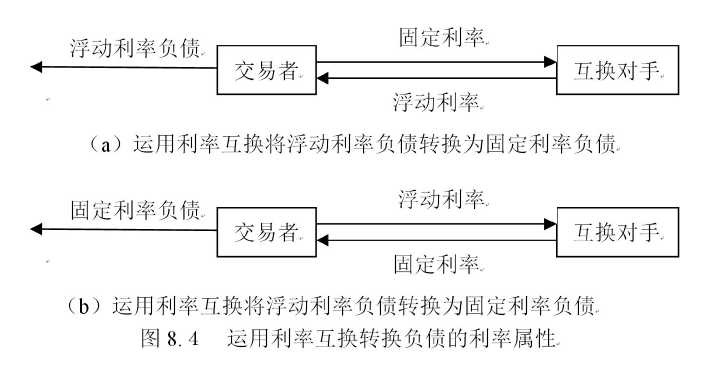 浮动利率负债
固定利率
交易者
互换对手
浮动利率
（a）运用利率互换将浮动利率负债转换为固定利率负债
固定利率负债
浮动利率
交易者
互换对手
固定利率
（b）运用利率互换将浮动利率负债转换为固定利率负债
图 8.4 运用利率互换转换负债的利率属性